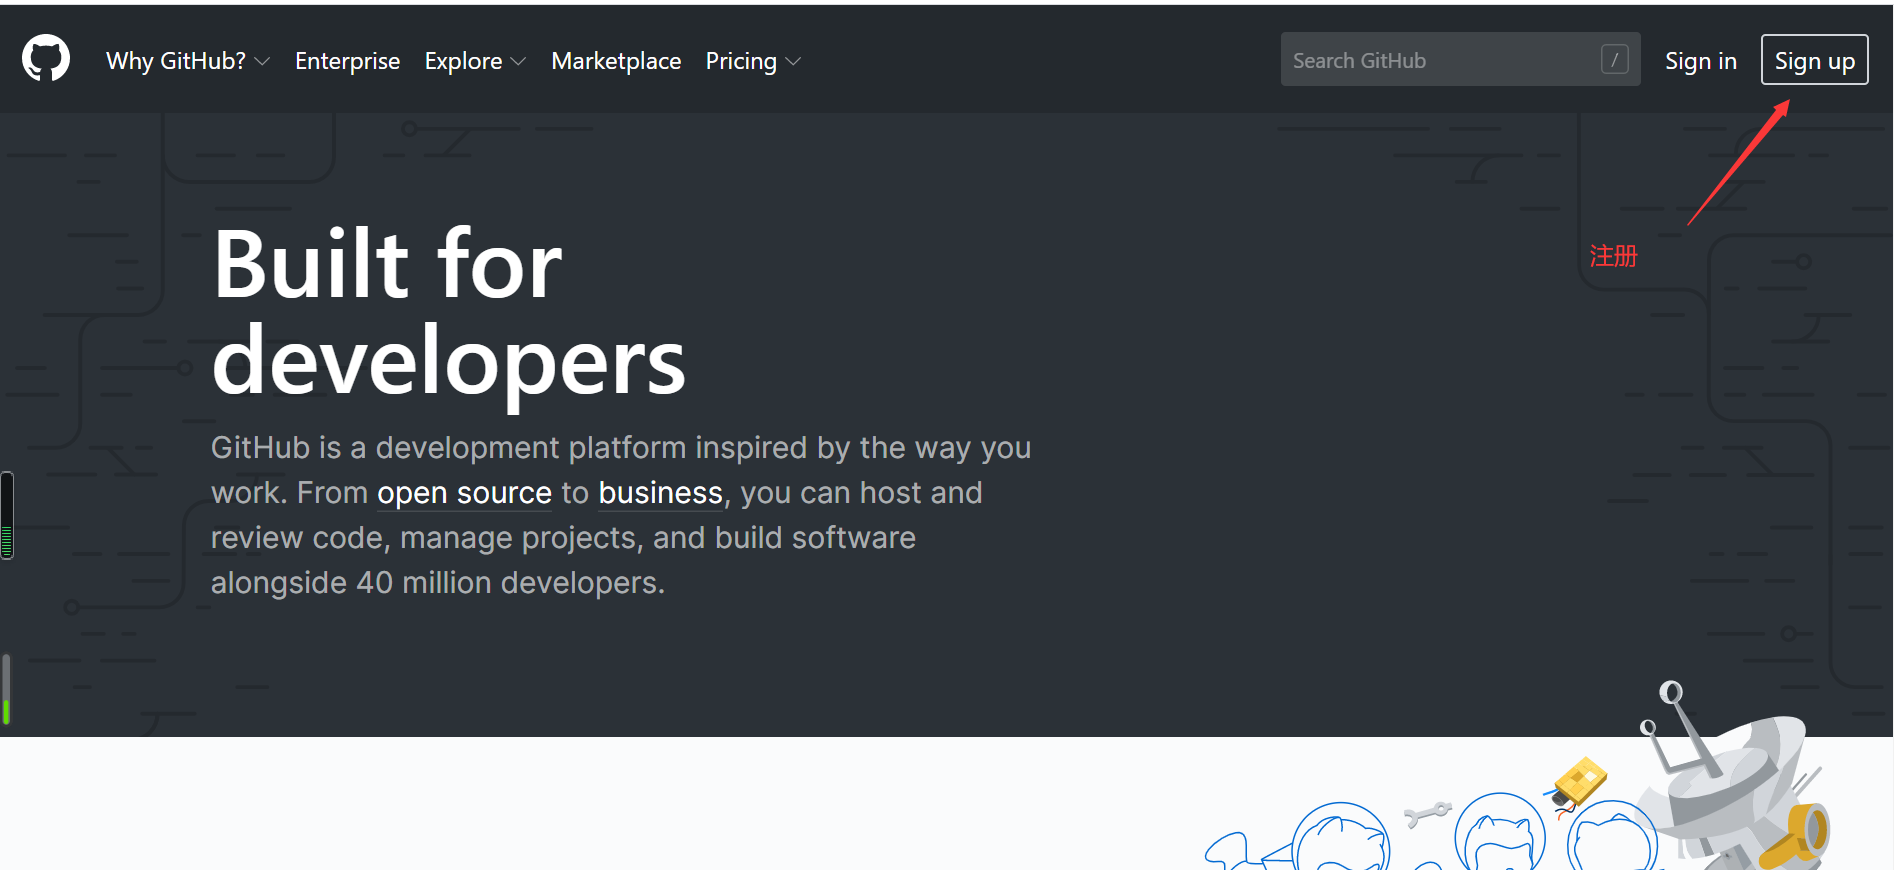 Why GitHub? Enterprise Explore Marketplace Pricing Search GitHub / Sign in Sign up
注册
Built for
developers
GitHub is a development platform inspired by the way you
work. From open source to business, you can host and
review code, manage projects, and build software
alongside 40 million developers.